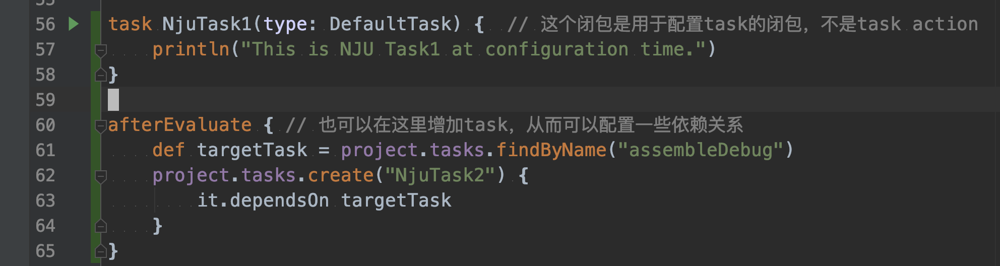 56 task NjuTask1(type: DefaultTask) {  // 这个闭包是用于配置task的闭包，不是task action
57     println("This is NJU Task1 at configuration time.")
58 }
59
60 afterEvaluate { // 也可以在这里增加task，从而可以配置一些依赖关系
61     def targetTask = project.tasks.findByName("assembleDebug")
62     project.tasks.create("NjuTask2") {
63         it.dependsOn targetTask
64     }
65 }